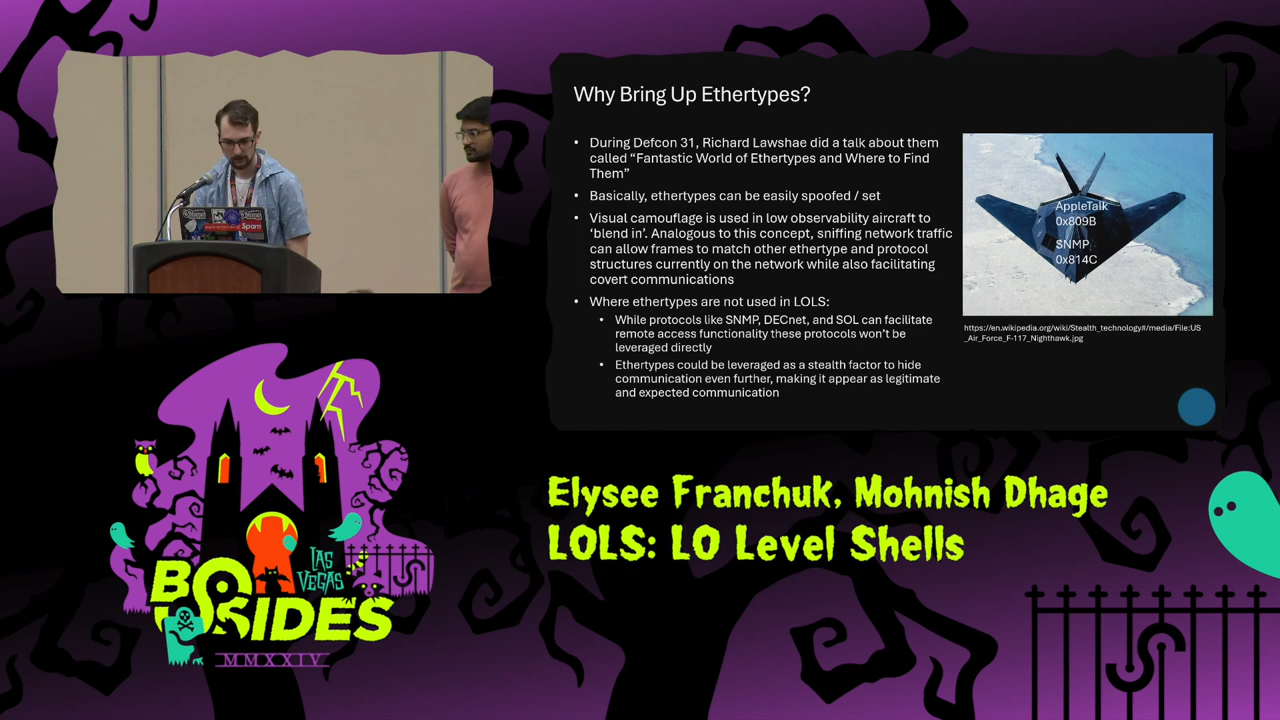 Why Bring Up Ethertypes?
• During Defcon 31, Richard Lawshae did a talk about them
called “Fantastic World of Ethertypes and Where to Find
Them”
• Basically, ethertypes can be easily spoofed / set
• Visual camouflage is used in low observability aircraft to
‘blend in’. Analogous to this concept, sniffing network traffic
can allow frames to match other ethertype and protocol
structures currently on the network while also facilitating
covert communications
• Where ethertypes are not used in LOLS:
• While protocols like SNMP, DECnet, and SOL can facilitate
remote access functionality these protocols won’t be
leveraged directly
• Ethertypes could be leveraged as a stealth factor to hide
communication even further, making it appear as legitimate
and expected communication
AppleTalk
0x809B
SNMP
0x814C
https://en.wikipedia.org/wiki/Stealth_technology#/media/File:US
_Air_Force_F-117_Nighthawk.jpg
Spam
Elysee Franchuk, Mohnish Dhage
LOLS: LO Level Shells
LAS
VEGAS
BSIDES
MMXXIV